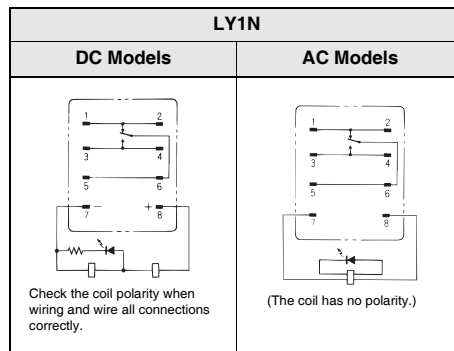 LY1N
DC Models
AC Models
1 2
3 4
5 6
7 − + 8
Check the coil polarity when
wiring and wire all connections
correctly.
1 2
3 4
5 6
7 8
(The coil has no polarity.)